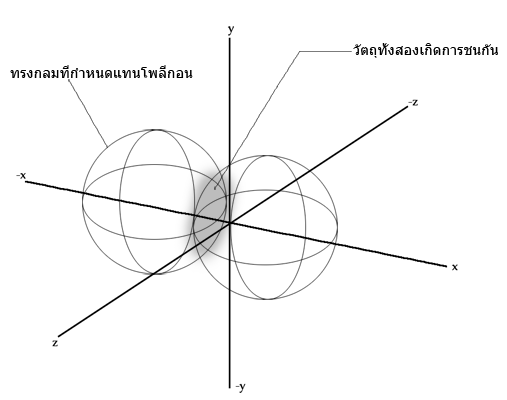 y
วัตถุทั้งสองเกิดการชนกัน
ทรงกลมที่กำหนดแทนโพลีกอน
-z
-x
x
z
-y